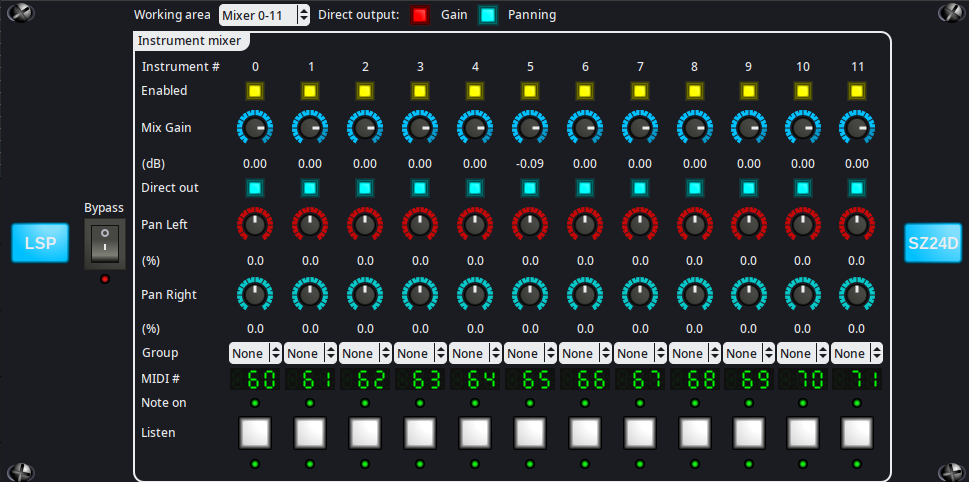 Working area Mixer 0-11 Direct output: Gain Panning
Instrument mixer
Instrument # 0 1 2 3 4 5 6 7 8 9 10 11
Enabled
Mix Gain
(dB) 0.00 0.00 0.00 0.00 0.00 -0.09 0.00 0.00 0.00 0.00 0.00 0.00
Direct out
Bypass
Pan Left
LSP
SZ24D
(%) 0.0 0.0 0.0 0.0 0.0 0.0 0.0 0.0 0.0 0.0 0.0 0.0
Pan Right
(%) 0.0 0.0 0.0 0.0 0.0 0.0 0.0 0.0 0.0 0.0 0.0 0.0
Group None None None None None None None None None None None None
MIDI # 60 61 62 63 64 65 66 67 68 69 70 71
Note on
Listen